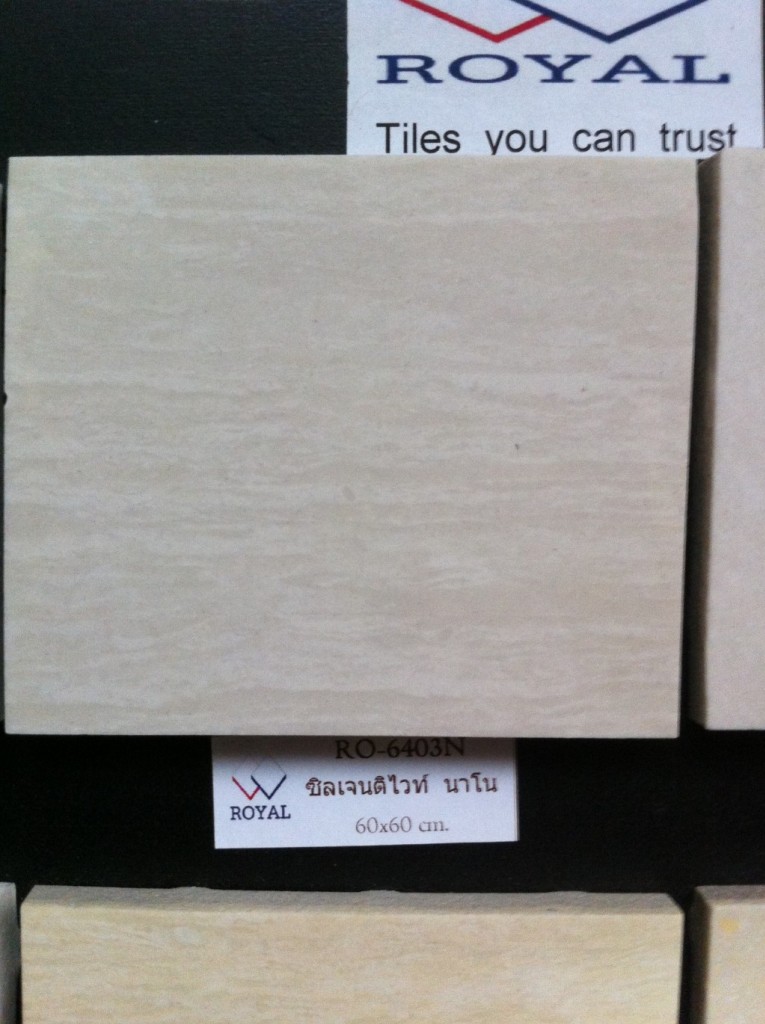 ROYAL
Tiles you can trust
RO-6403N
ซิลเจนดิไวท์ นาโน
ROYAL
60x60 cm.